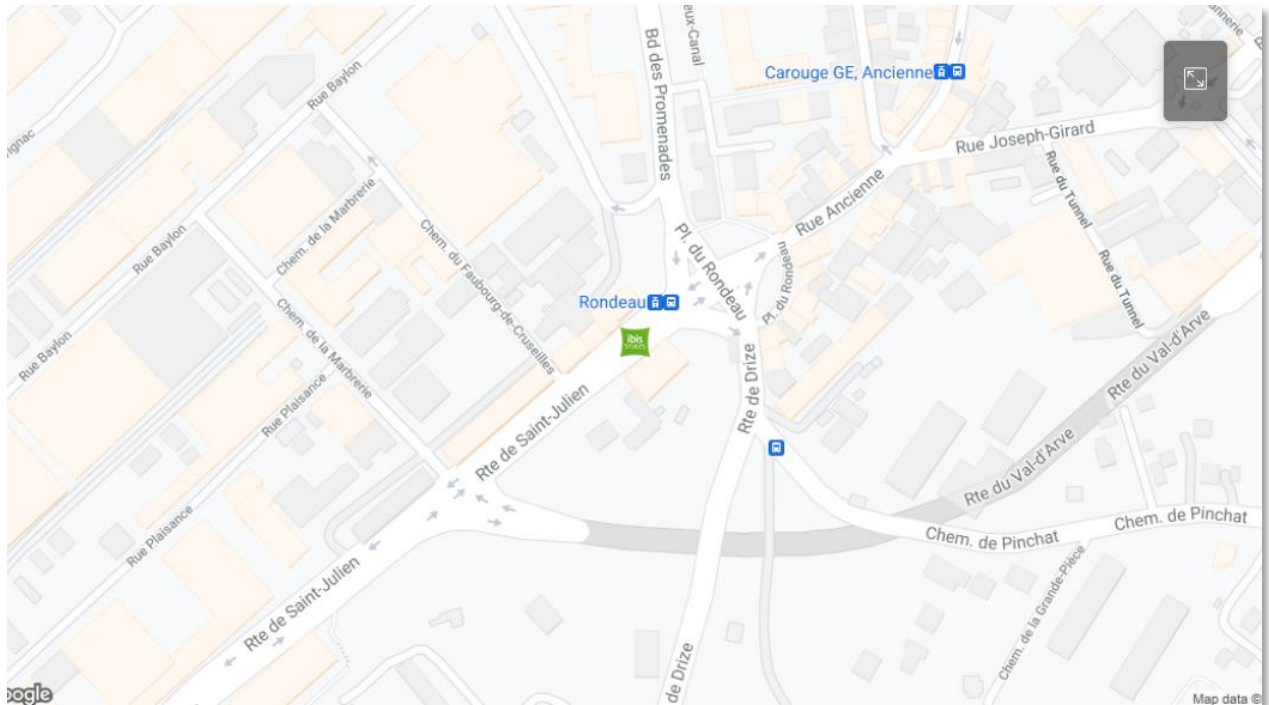 Bd des Promenades
Carouge GE, Ancienne
Rue Baylon
Rue Joseph-Girard
Rue du Tunnel
Rue Ancienne
Chem. de la Marbrerie
Chem. du Faubourg-de-Cruseilles
Pl. du Rondeau
Pl. du Rondeau
Rue Baylon
Rue du Tunnel
Rondeau
ibis
STYLES
Chem. de la Marbrerie
Rue Baylon
Rue Plaisance
Rte de Drize
Rte du Val-d'Arve
Rte de Saint-Julien
Rte du Val-d'Arve
Chem. de Pinchat
Chem. de Pinchat
Rue Plaisance
Chem. de la Grande-Pièce
Rte de Saint-Julien
de Drize
oogle
Map data ©